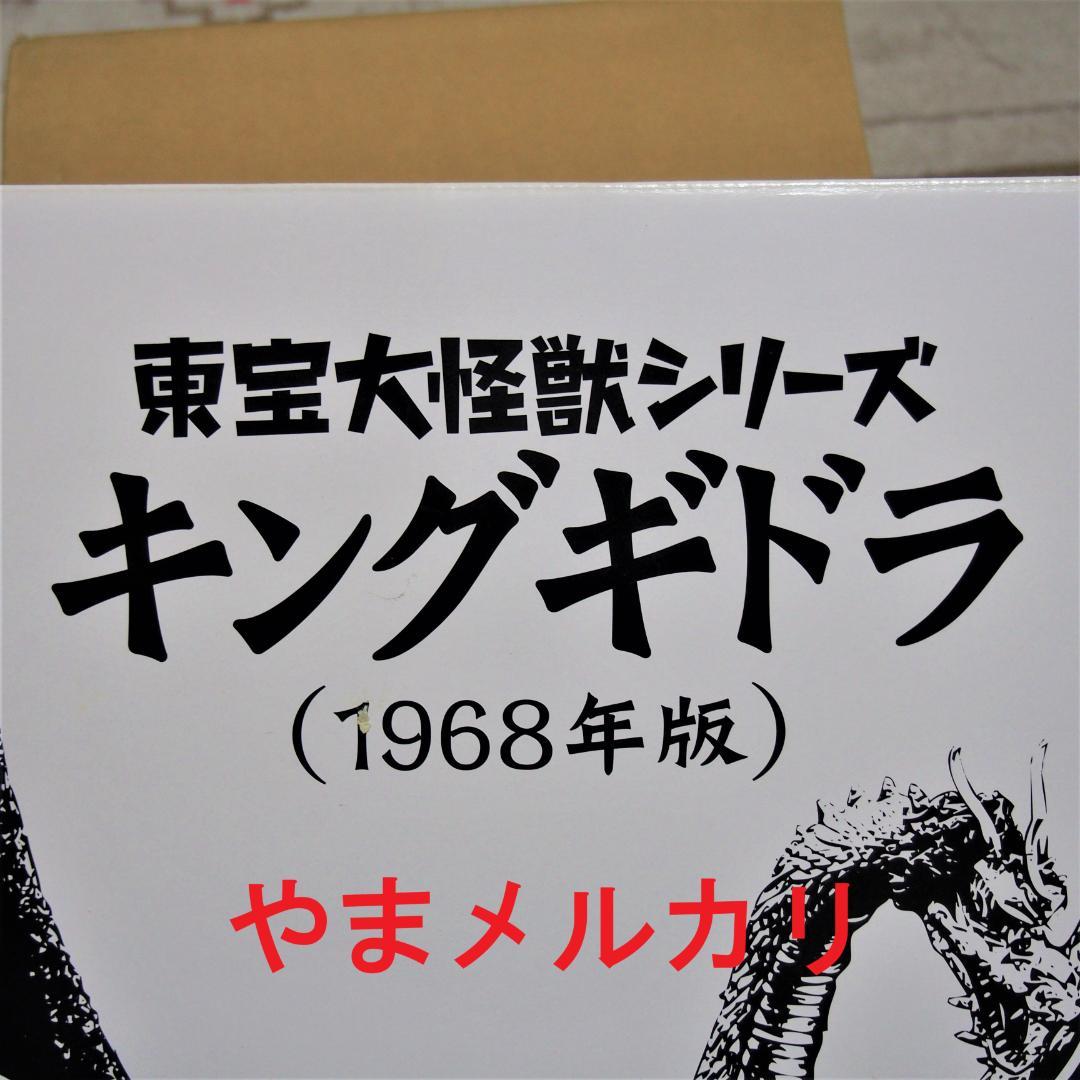 東宝大怪獣シリーズ
キングギドラ
（1968年版）
やまメルカリ